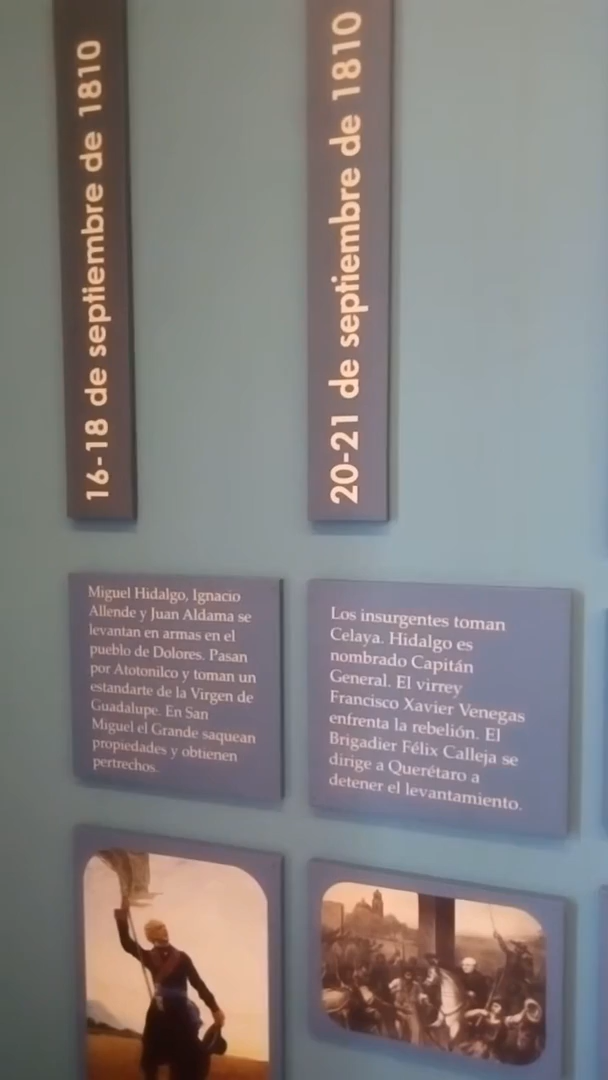 16-18 de septiembre de 1810
Miguel Hidalgo, Ignacio
Allende y Juan Aldama se
levantan en armas en el
pueblo de Dolores. Pasan
por Atotonilco y toman un
estandarte de la Virgen de
Guadalupe. En San
Miguel el Grande saquean
propiedades y obtienen
pertrechos.
20-21 de septiembre de 1810
Los insurgentes toman
Celaya. Hidalgo es
nombrado Capitán
General. El virrey
Francisco Xavier Venegas
enfrenta la rebelión. El
Brigadier Félix Calleja se
dirige a Querétaro a
detener el levantamiento.